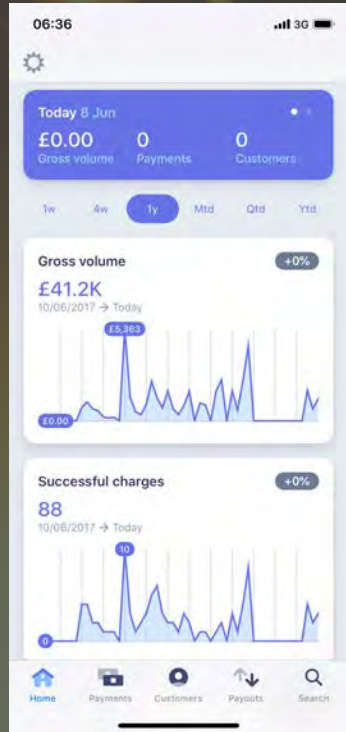 06:36 3G
Today 8 Jun
£0.00 0 0
Gross volume Payments Customers
1w 4w 1y Mtd Qtd Ytd
Gross volume +0%
£41.2K
10/06/2017 → Today
£5,363
£0.00
Successful charges +0%
88
10/06/2017 → Today
10
0
Home Payments Customers Payouts Search